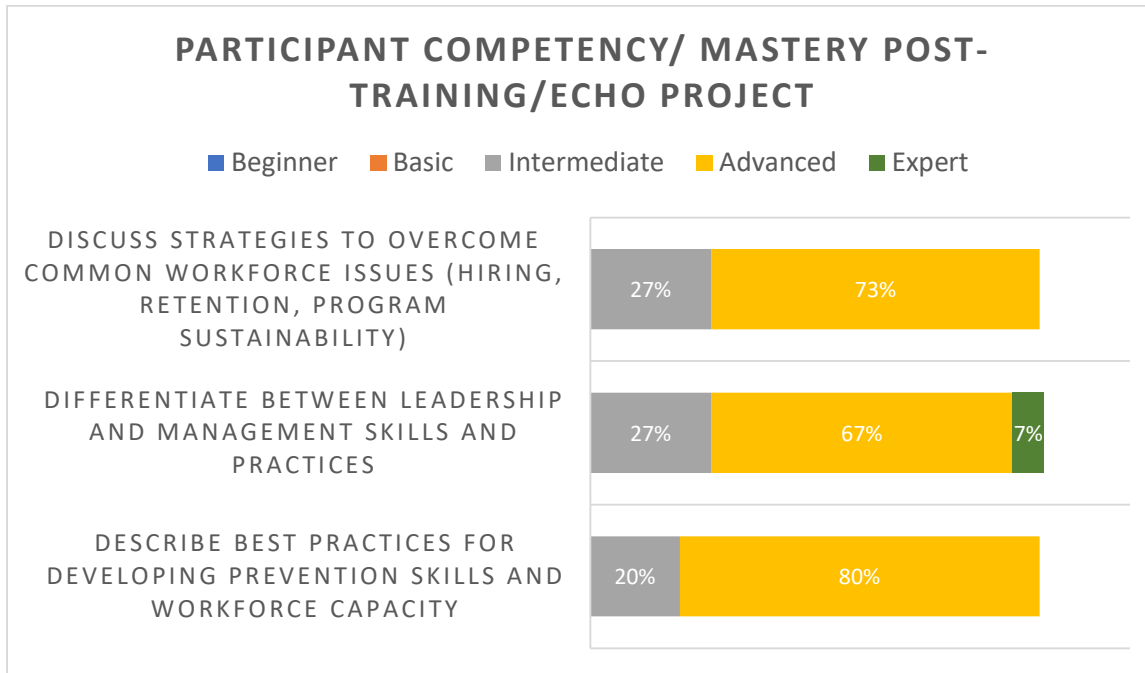 PARTICIPANT COMPETENCY/ MASTERY POST-
TRAINING/ECHO PROJECT
Beginner Basic Intermediate Advanced Expert
DISCUSS STRATEGIES TO OVERCOME
COMMON WORKFORCE ISSUES (HIRING,
RETENTION, PROGRAM
SUSTAINABILITY)
27% 73%
DIFFERENTIATE BETWEEN LEADERSHIP
AND MANAGEMENT SKILLS AND
PRACTICES
27% 67% 7%
DESCRIBE BEST PRACTICES FOR
DEVELOPING PREVENTION SKILLS AND
WORKFORCE CAPACITY
20% 80%